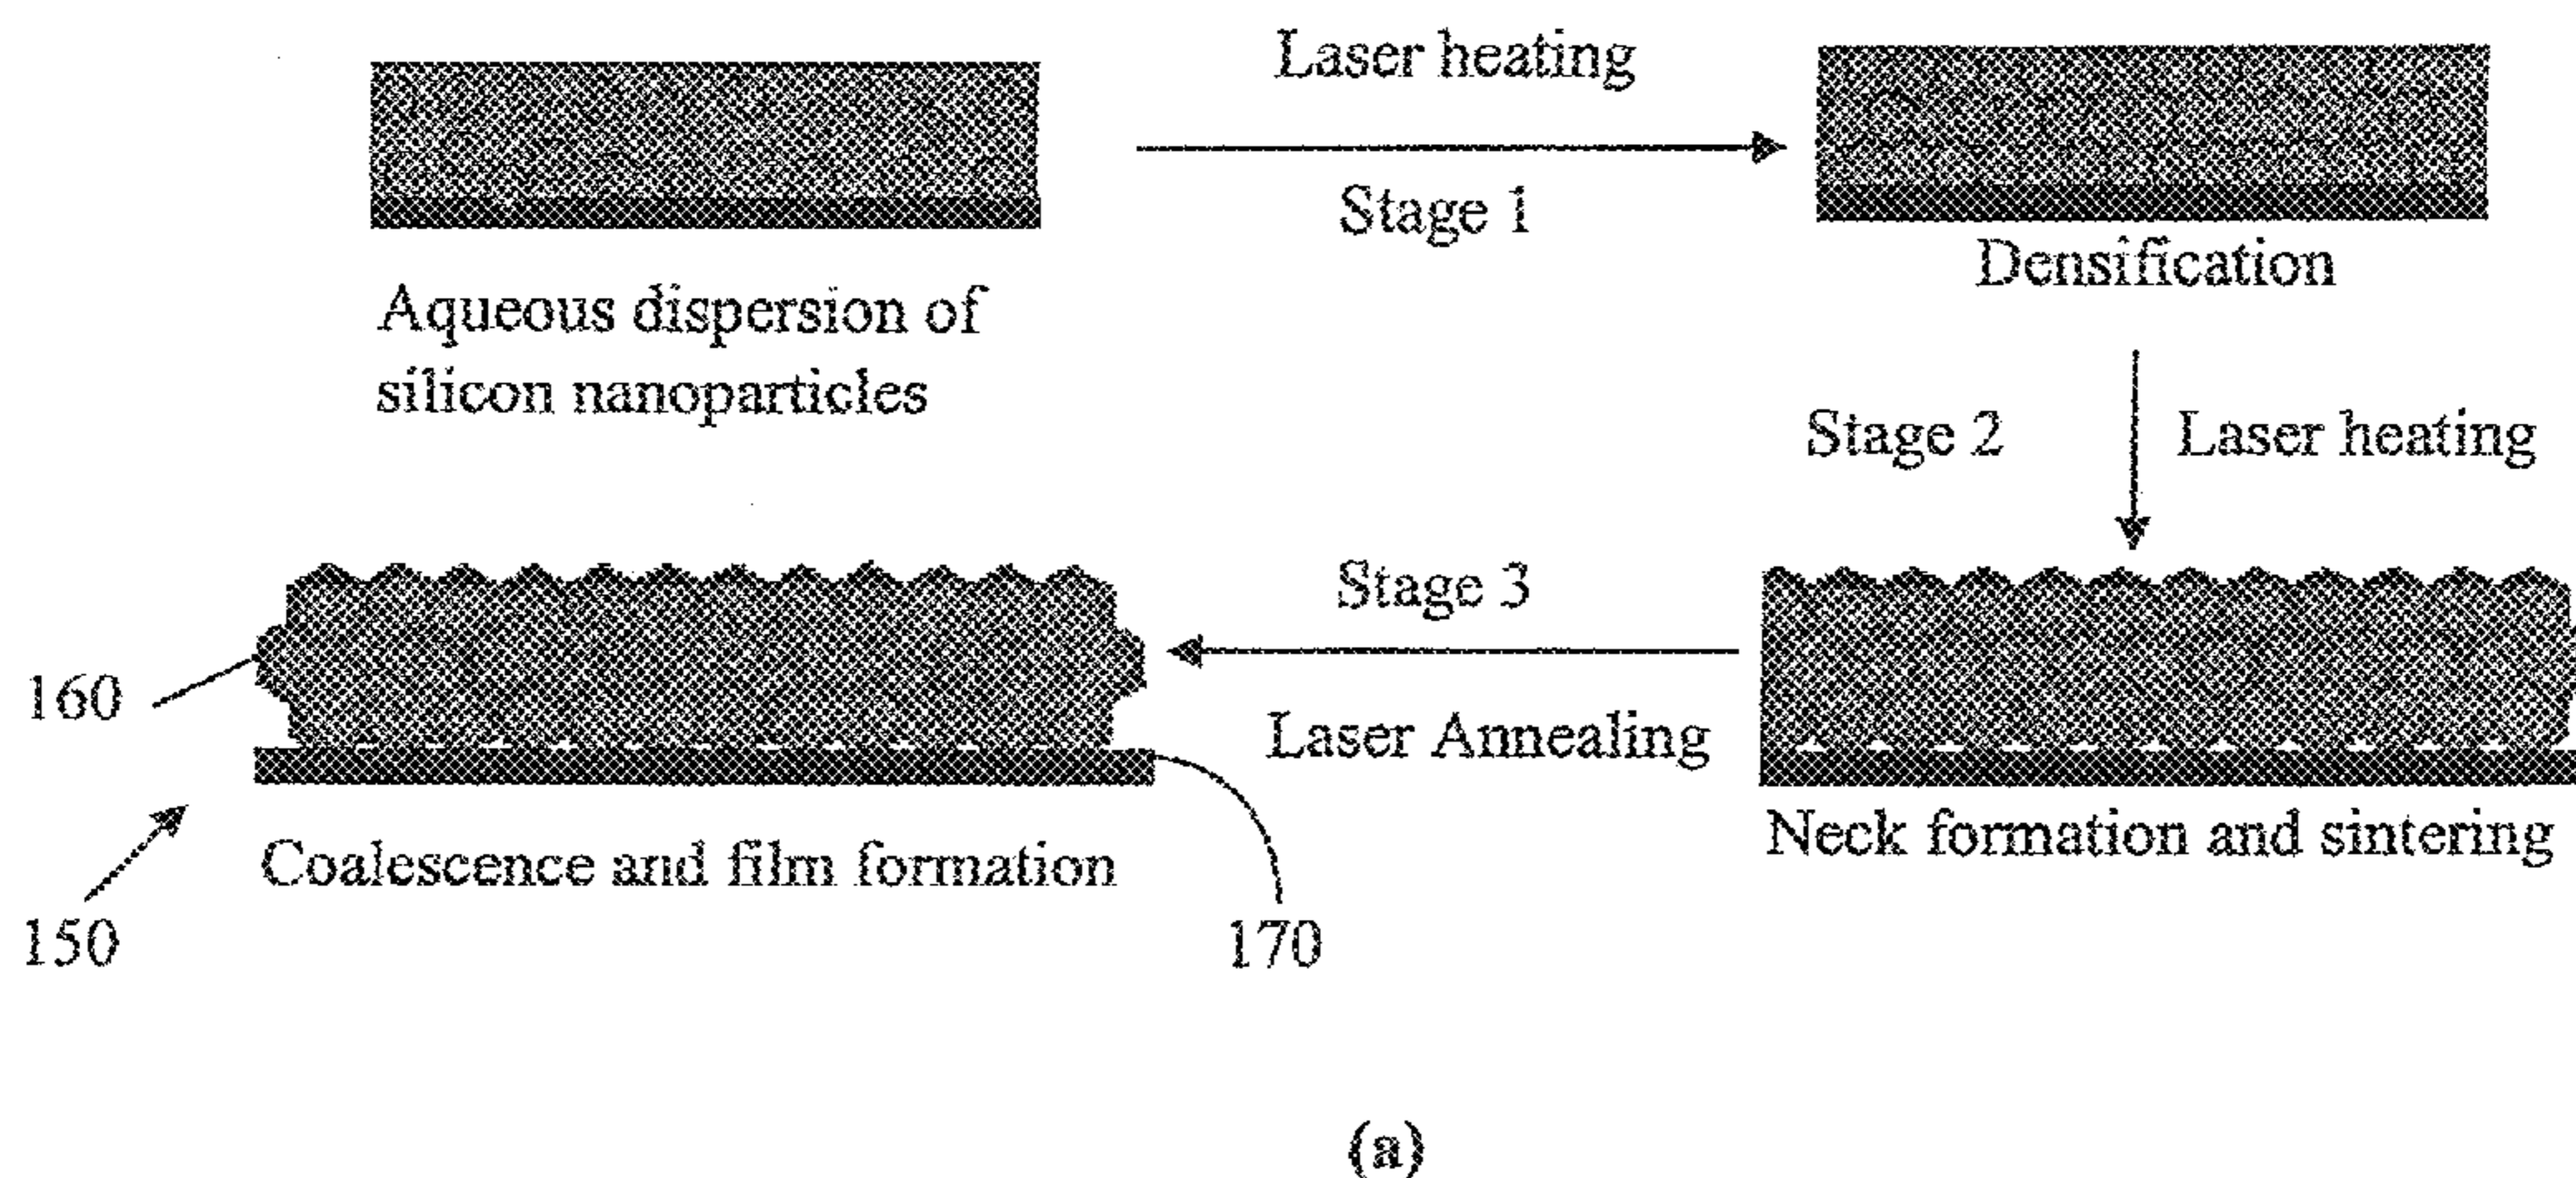 Laser heating
Stage 1
Aqueous dispersion of
silicon nanoparticles
Densification
Stage 2
Laser heating
Stage 3
Laser Annealing
Neck formation and sintering
160
150
Coalescence and film formation
170
(a)